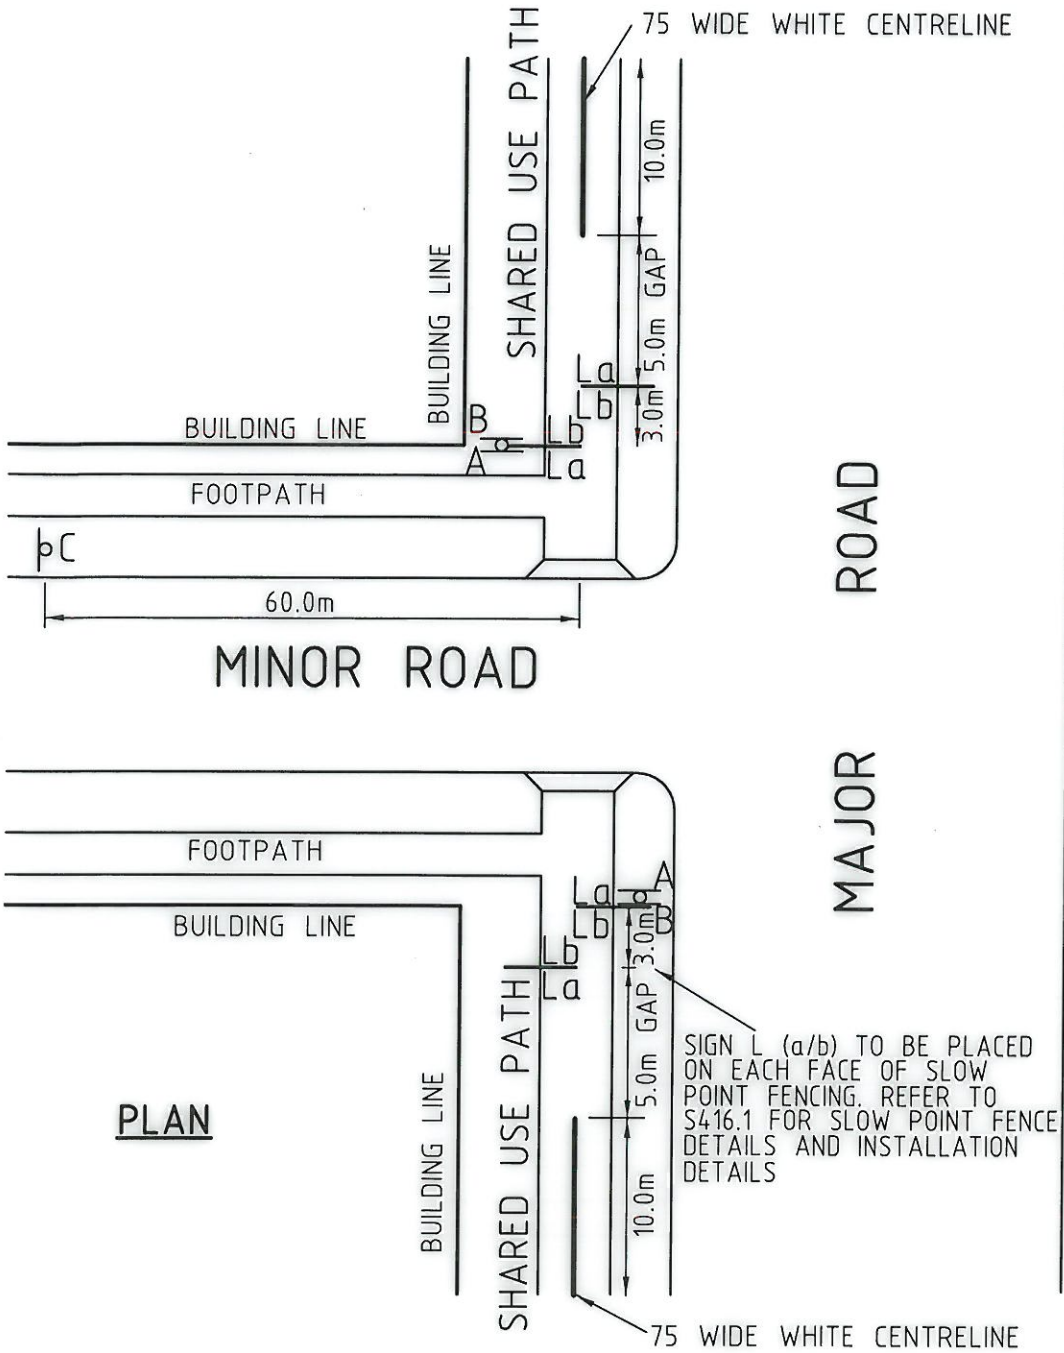 75 WIDE WHITE CENTRELINE
SHARED USE PATH
10.0m
BUILDING LINE
5.0m GAP
La
Lb
3.0m
BUILDING LINE
B
A
Lb
La
FOOTPATH
C
60.0m
MINOR ROAD
MAJOR ROAD
FOOTPATH
BUILDING LINE
La
Lb
A
B
3.0m
Lb
La
5.0m GAP
SHARED USE PATH
BUILDING LINE
10.0m
PLAN
SIGN L (a/b) TO BE PLACED
ON EACH FACE OF SLOW
POINT FENCING. REFER TO
S416.1 FOR SLOW POINT FENCE
DETAILS AND INSTALLATION
DETAILS
75 WIDE WHITE CENTRELINE